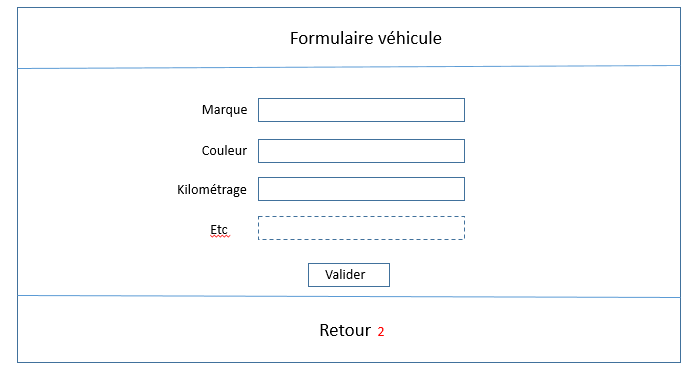 Formulaire véhicule
Marque
Couleur
Kilométrage
Etc
Valider
Retour 2